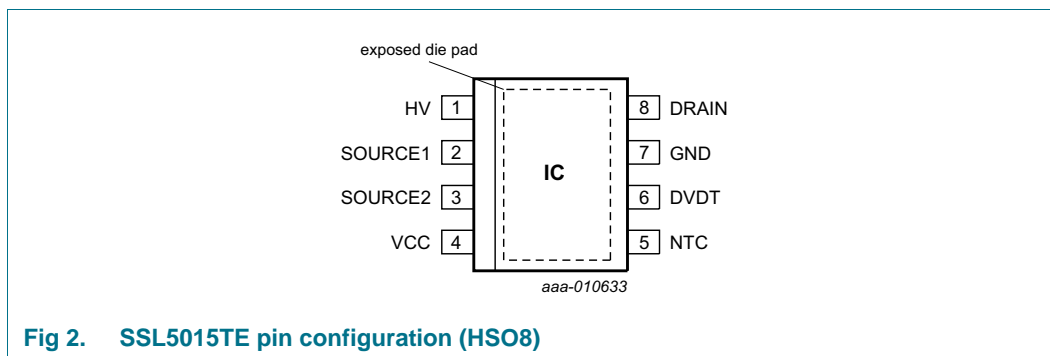 exposed die pad
HV 1 8 DRAIN
SOURCE1 2 7 GND
IC
SOURCE2 3 6 DVDT
VCC 4 5 NTC
aaa-010633
Fig 2. SSL5015TE pin configuration (HSO8)